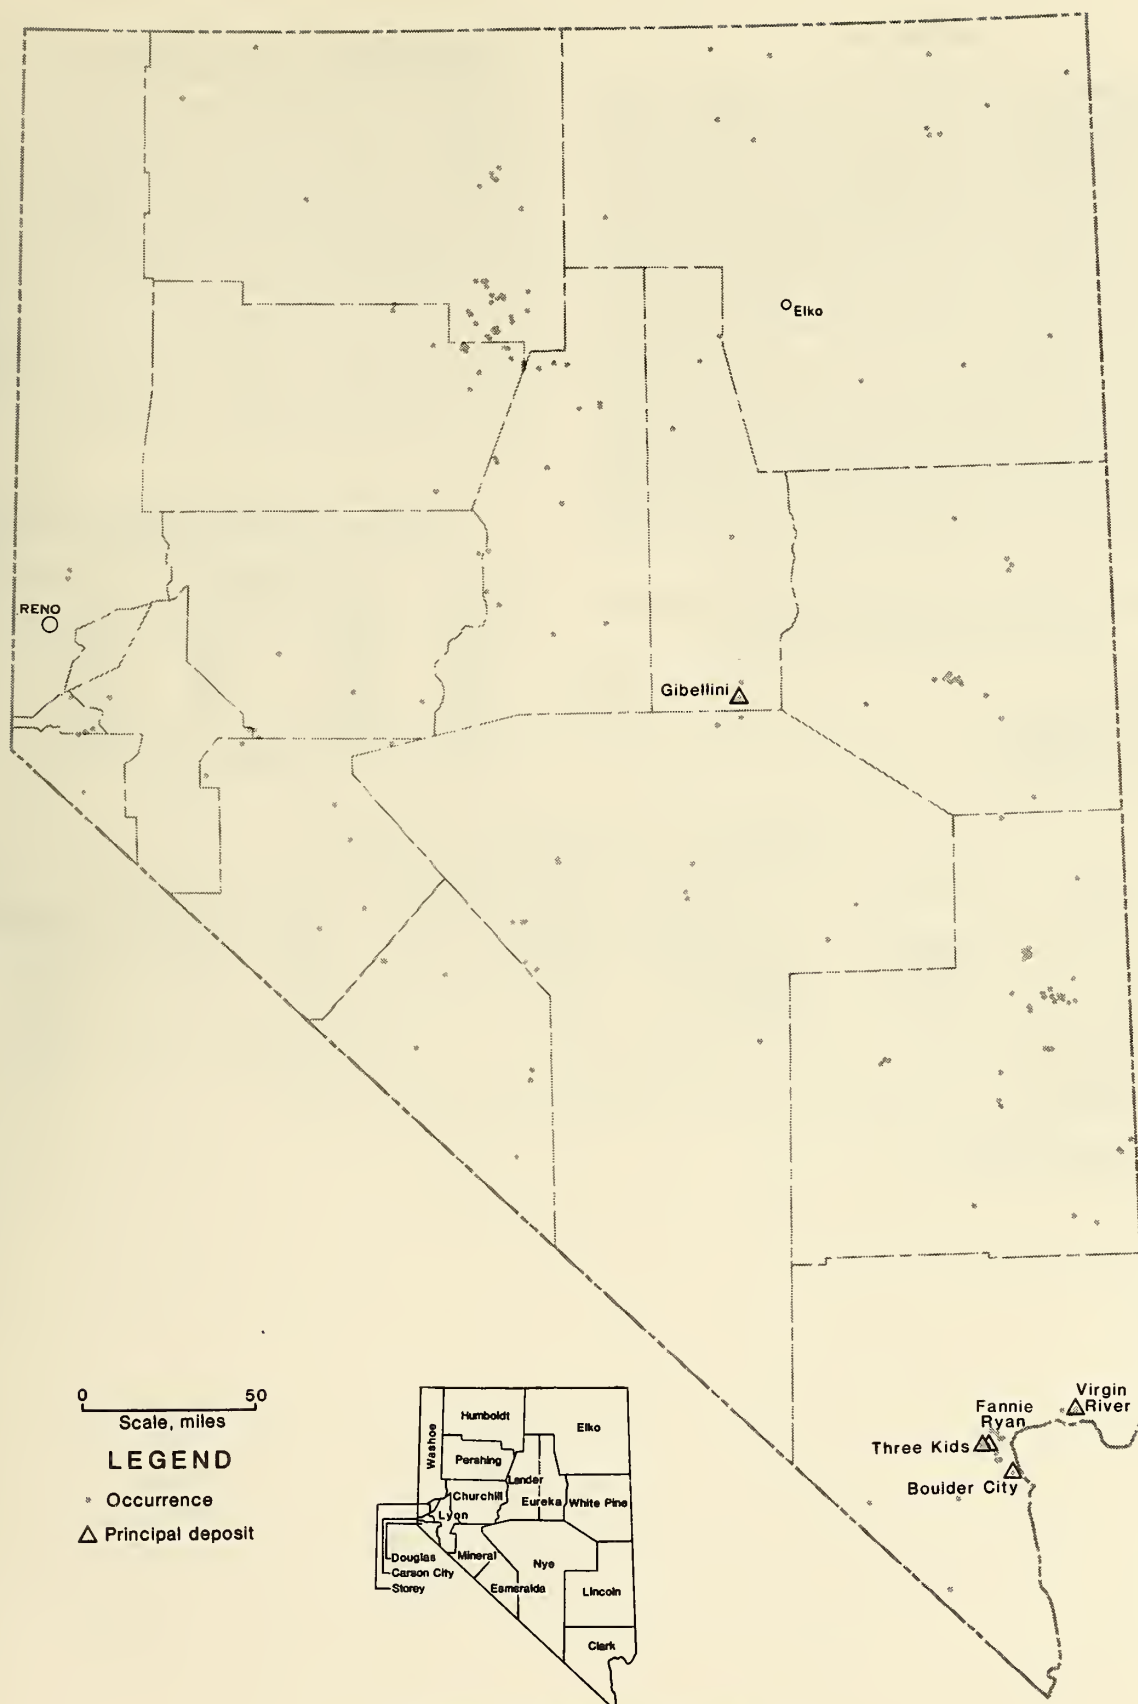 Elko
RENO
Gibellini
Virgin
River
Fannie
Ryan
Three Kids
Boulder City
0 50
Scale, miles
LEGEND
Occurrence
Principal deposit
Humboldt
Elko
Washoe
Pershing
Lander
Churchill
Eureka
White Pine
Lyon
Douglas
Mineral
Nye
Carson City
Storey
Esmeralda
Lincoln
Clark